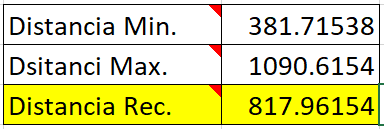 Distancia Min. 381.71538
Dsitanci Max. 1090.6154
Distancia Rec. 817.96154